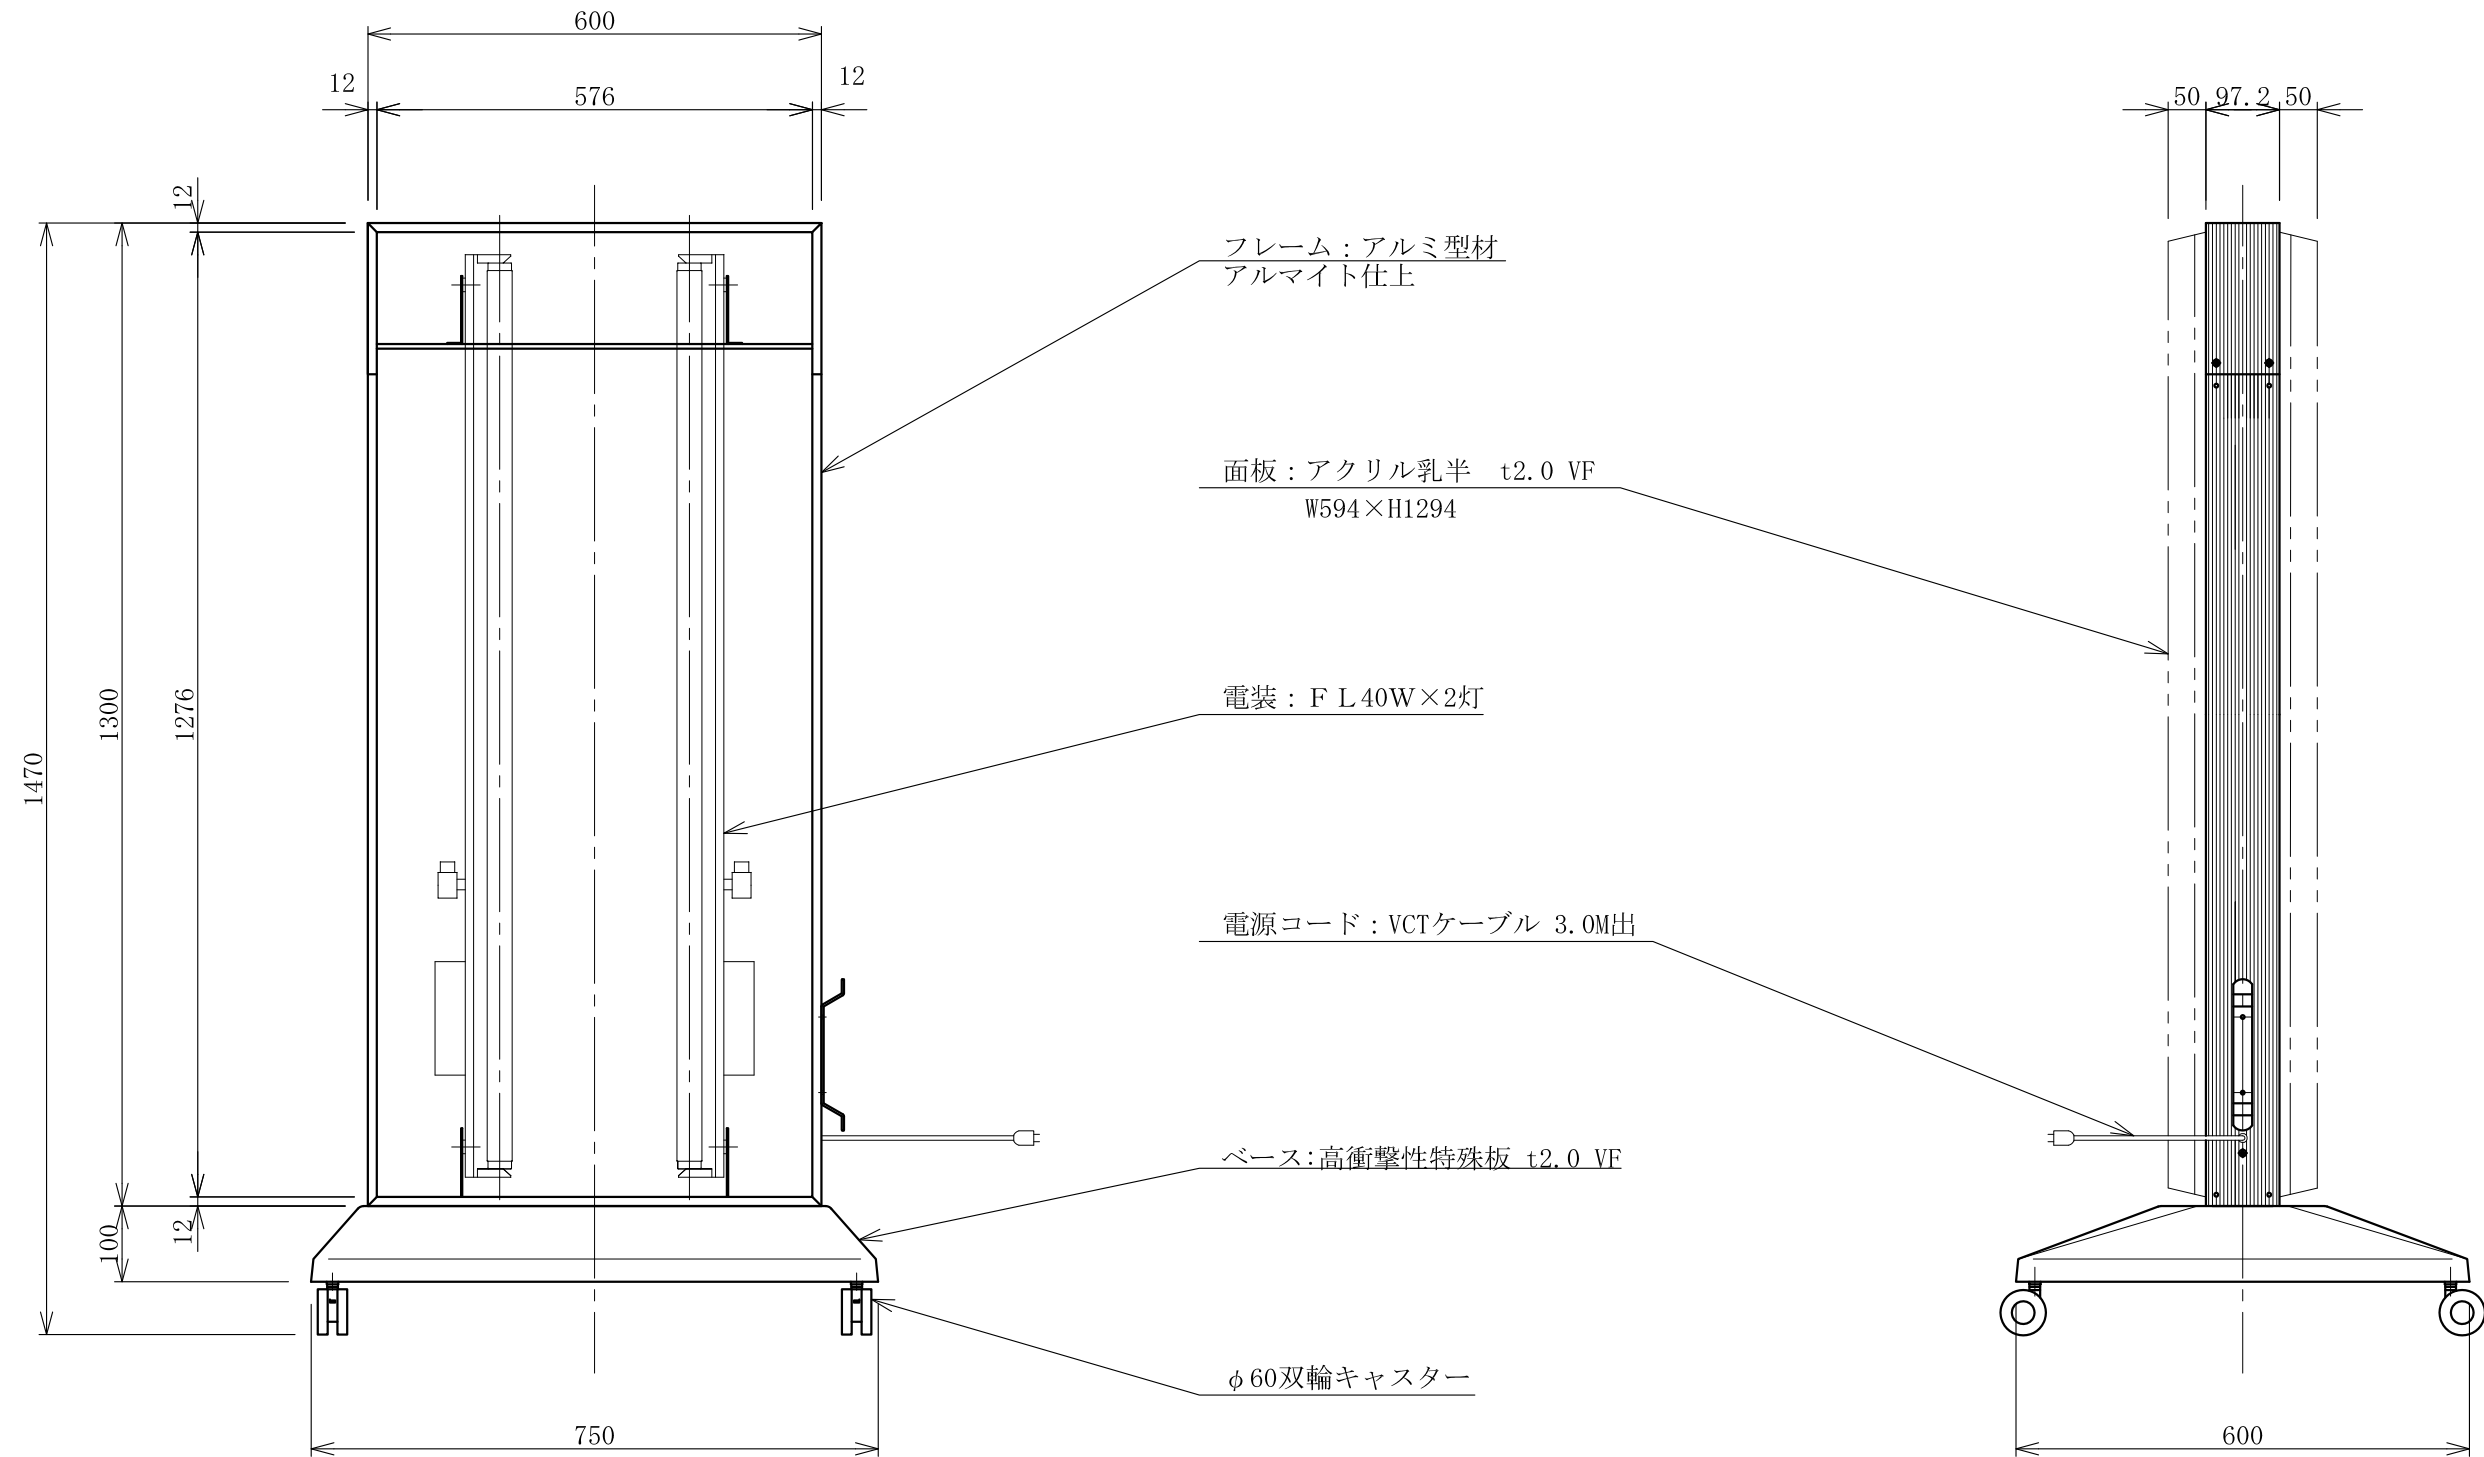 600
12
576
12
50
97.2
50
12
1470
1300
1276
100
12
フレーム：アルミ型材
アルマイト仕上
面板：アクリル乳半　t2.0 VF
W594×H1294
電装：ＦＬ40Ｗ×2灯
電源コード：VCTケーブル 3.0M出
ベース：高衝撃性特殊板 t2.0 VF
φ60双輪キャスター
750
600